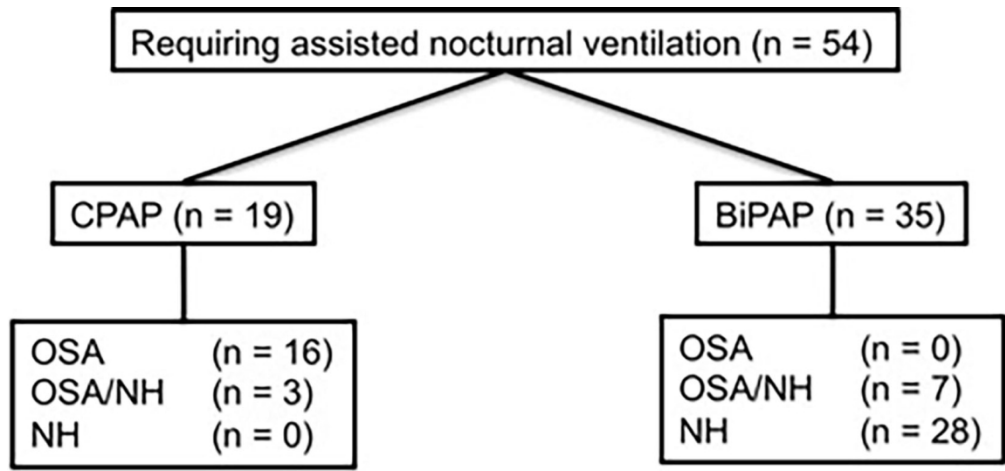 Requiring assisted nocturnal ventilation (n = 54)
CPAP (n = 19)
BiPAP (n = 35)
OSA (n = 16)
OSA/NH (n = 3)
NH (n = 0)
OSA (n = 0)
OSA/NH (n = 7)
NH (n = 28)